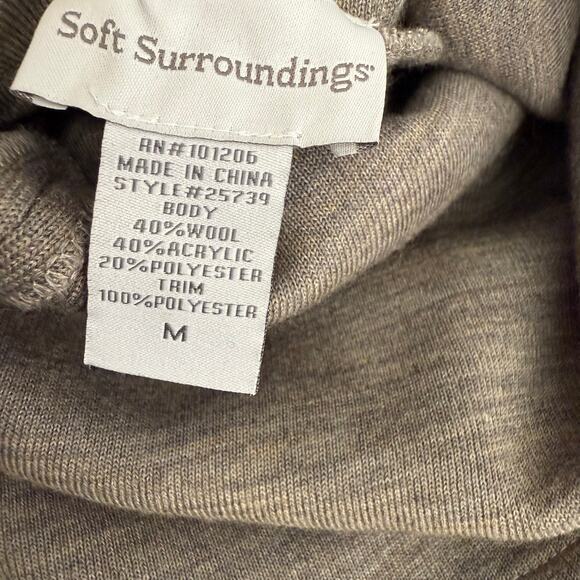 Soft Surroundings
RN#101206
MADE IN CHINA
STYLE#25739
BODY
40%WOOL
40%ACRYLIC
20%POLYESTER
TRIM
100%POLYESTER
M